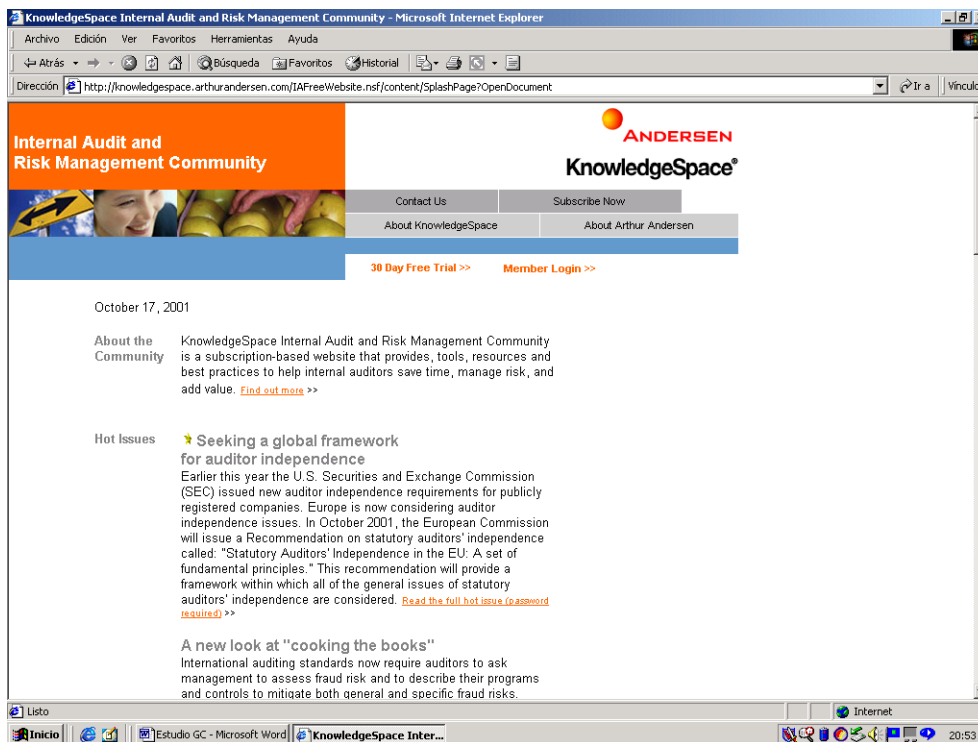 KnowledgeSpace Internal Audit and Risk Management Community - Microsoft Internet Explorer
Archivo Edición Ver Favoritos Herramientas Ayuda
Atrás Búsqueda Favoritos Historial
Dirección http://knowledgespace.arthurandersen.com/IAFreeWebsite.nsf/content/SplashPage?OpenDocument Ir a Vínculo
Internal Audit and
Risk Management Community
ANDERSEN
KnowledgeSpace®
Contact Us Subscribe Now
About KnowledgeSpace About Arthur Andersen
30 Day Free Trial >> Member Login >>
October 17, 2001
About the
Community
KnowledgeSpace Internal Audit and Risk Management Community
is a subscription-based website that provides, tools, resources and
best practices to help internal auditors save time, manage risk, and
add value. Find out more >>
Hot Issues
Seeking a global framework
for auditor independence
Earlier this year the U.S. Securities and Exchange Commission
(SEC) issued new auditor independence requirements for publicly
registered companies. Europe is now considering auditor
independence issues. In October 2001, the European Commission
will issue a Recommendation on statutory auditors' independence
called: "Statutory Auditors' Independence in the EU: A set of
fundamental principles." This recommendation will provide a
framework within which all of the general issues of statutory
auditors' independence are considered. Read the full hot issue (password
required) >>
A new look at "cooking the books"
International auditing standards now require auditors to ask
management to assess fraud risk and to describe their programs
and controls to mitigate both general and specific fraud risks.
Listo Internet
Inicio Estudio GC - Microsoft Word KnowledgeSpace Inter... 20:53